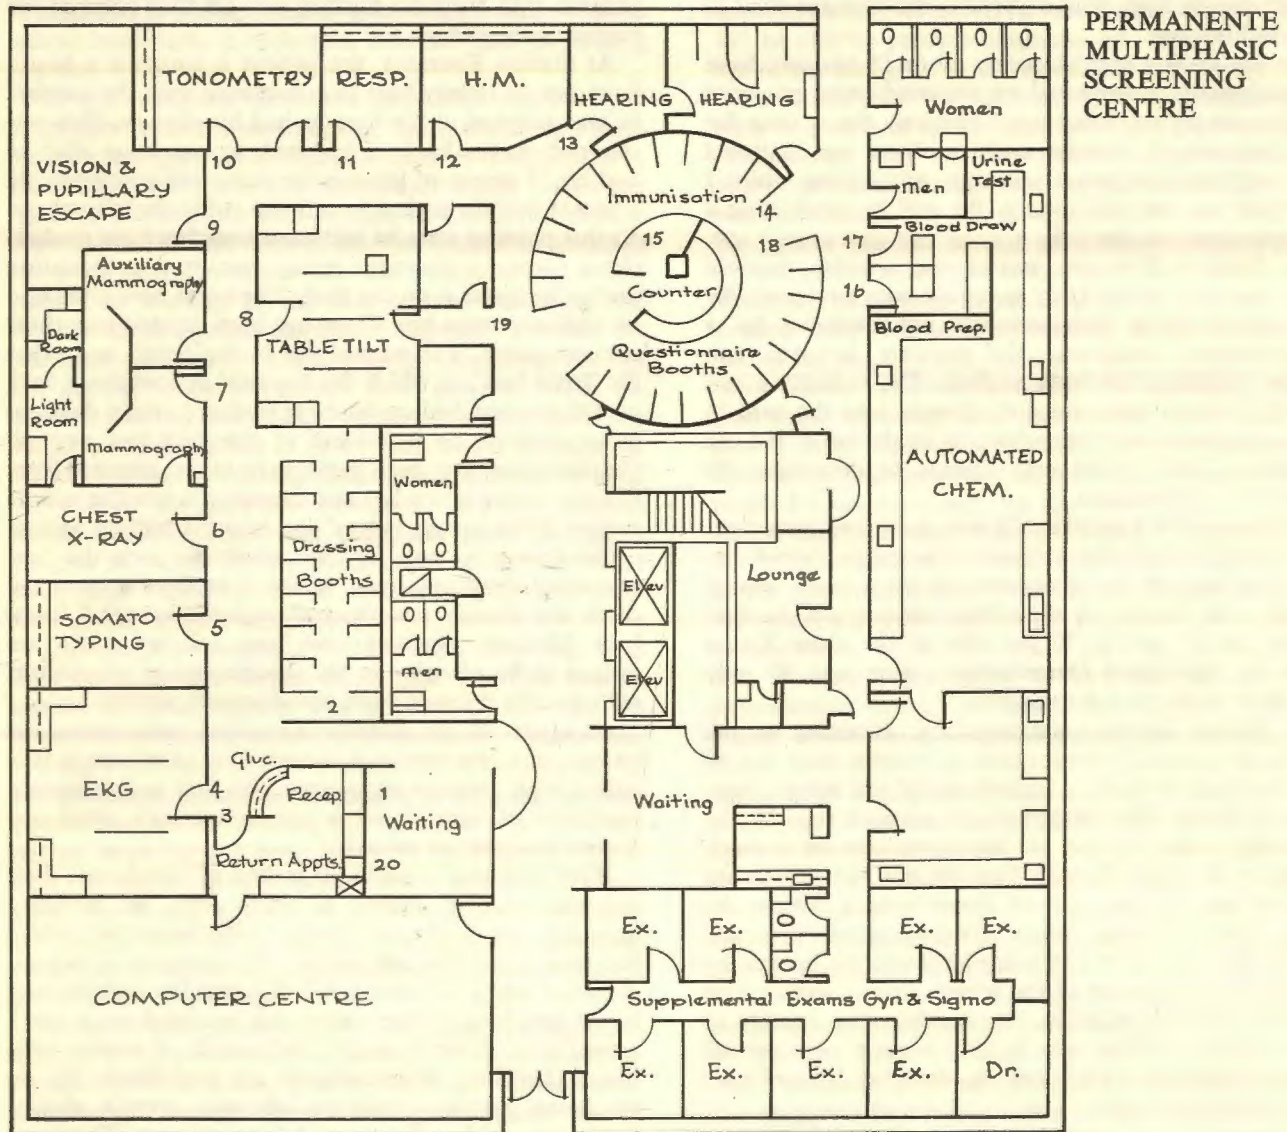 PERMANENTE
MULTIPHASIC
SCREENING
CENTRE
TONOMETRY RESP. H.M.
HEARING HEARING
Women
10 11 12 13
VISION &
PUPILLARY
ESCAPE
9
Men
Urine
Test
Immunisation
14
15
18 17
Blood Draw
Auxiliary
Mammography
Counter
16
Dark
Room
8
TABLE TILT
19
Blood Prep.
Questionnaire
Booths
7
Light
Room
Mammography
AUTOMATED
CHEM.
CHEST
X-RAY
6
Women
Dressing
Booths
Elev
Lounge
SOMATO
TYPING
5
Men
Elev
2
Gluc.
EKG
4
3
Recep.
1
Waiting
Waiting
Return Appts.
20
Ex. Ex. Ex. Ex.
COMPUTER CENTRE
Supplemental Exams Gyn & Sigmo
Ex. Ex. Ex. Ex. Dr.